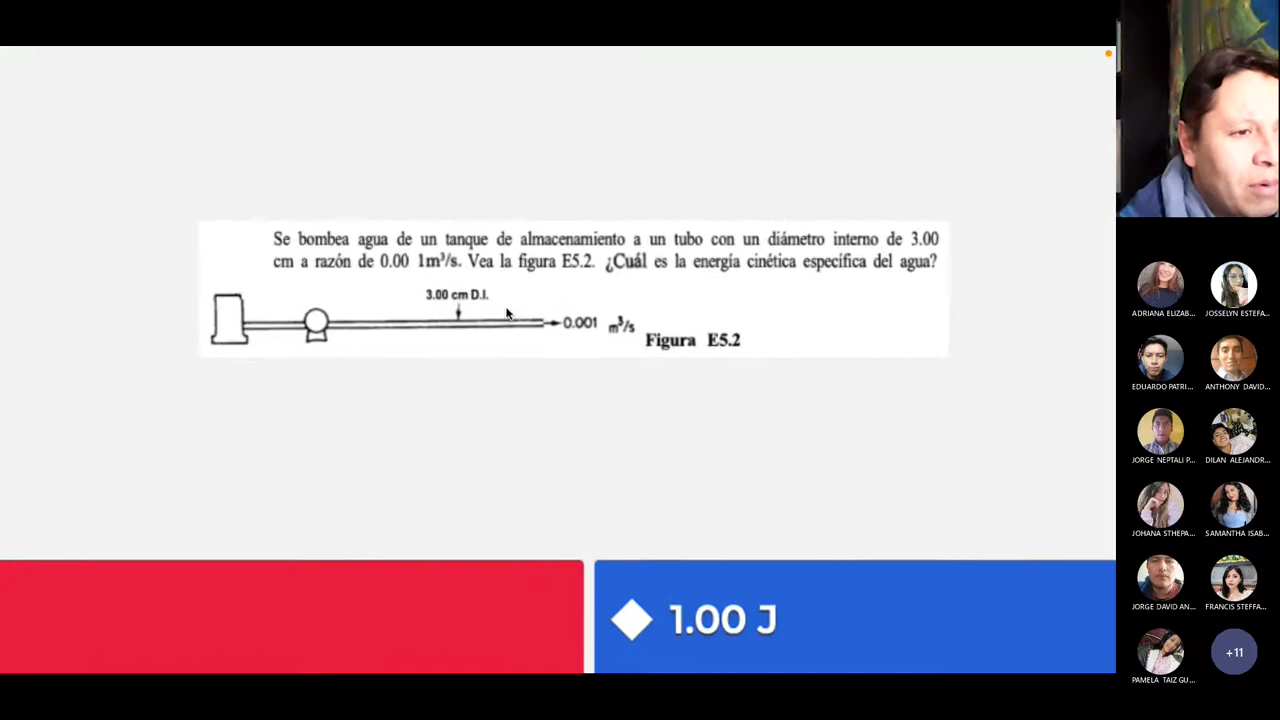 Se bombea agua de un tanque de almacenamiento a un tubo con un diámetro interno de 3.00
cm a razón de 0.00 1m³/s. Vea la figura E5.2. ¿Cuál es la energía cinética específica del agua?
3.00 cm D.I.
0.001 m³/s
Figura E5.2
1.00 J
ADRIANA ELIZAB...
JOSSELYN ESTEFA...
EDUARDO PATRI...
ANTHONY DAVID...
JORGE NEPTALI P...
DILAN ALEJANDR...
JOHANA STHEPA...
SAMANTHA ISAB...
JORGE DAVID AN...
FRANCIS STEFFA...
PAMELA TAIZ GU...
+11